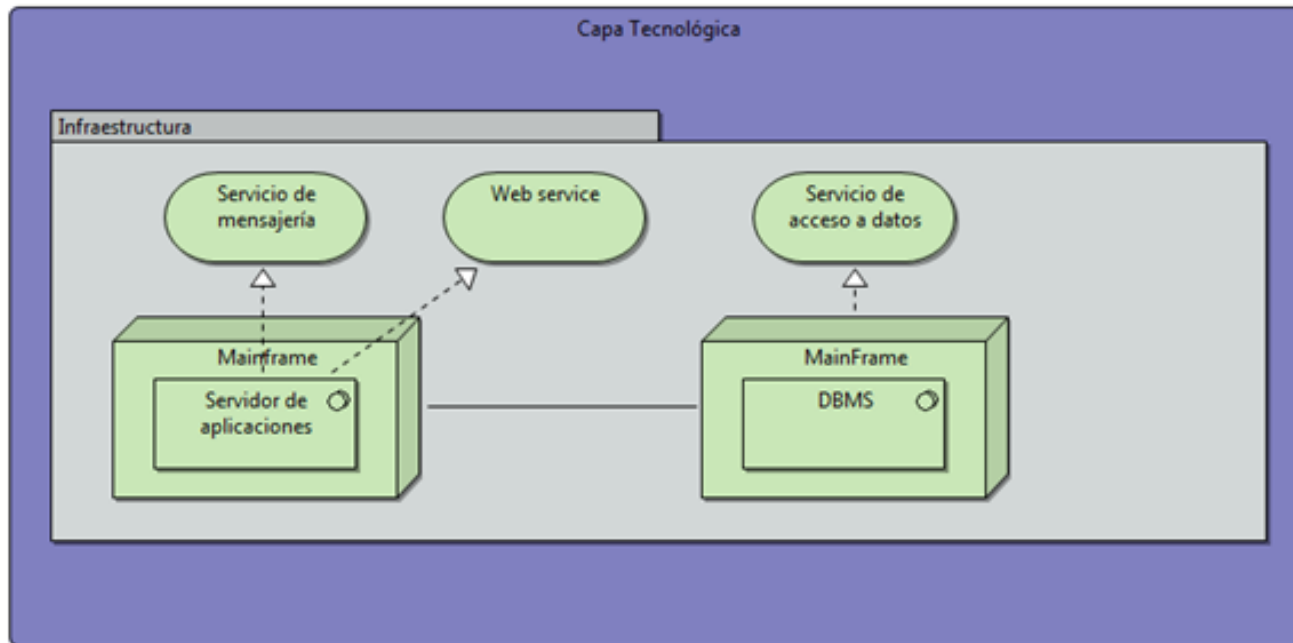 Capa Tecnológica
Infraestructura
Servicio de
mensajería
Web service
Servicio de
acceso a datos
Mainframe
Servidor de
aplicaciones
MainFrame
DBMS